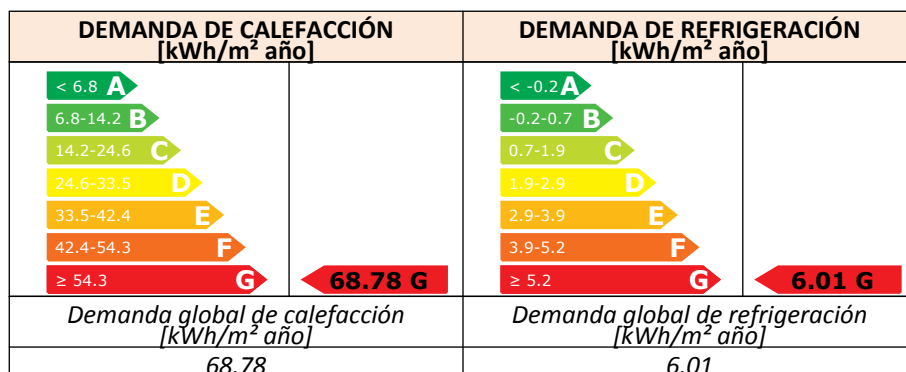 DEMANDA DE CALEFACCIÓN
[kWh/m² año]
DEMANDA DE REFRIGERACIÓN
[kWh/m² año]
< 6.8 A
6.8-14.2 B
14.2-24.6 C
24.6-33.5 D
33.5-42.4 E
42.4-54.3 F
≥ 54.3 G
68.78 G
< -0.2 A
-0.2-0.7 B
0.7-1.9 C
1.9-2.9 D
2.9-3.9 E
3.9-5.2 F
≥ 5.2 G
6.01 G
Demanda global de calefacción
[kWh/m² año]
Demanda global de refrigeración
[kWh/m² año]
68.78
6.01